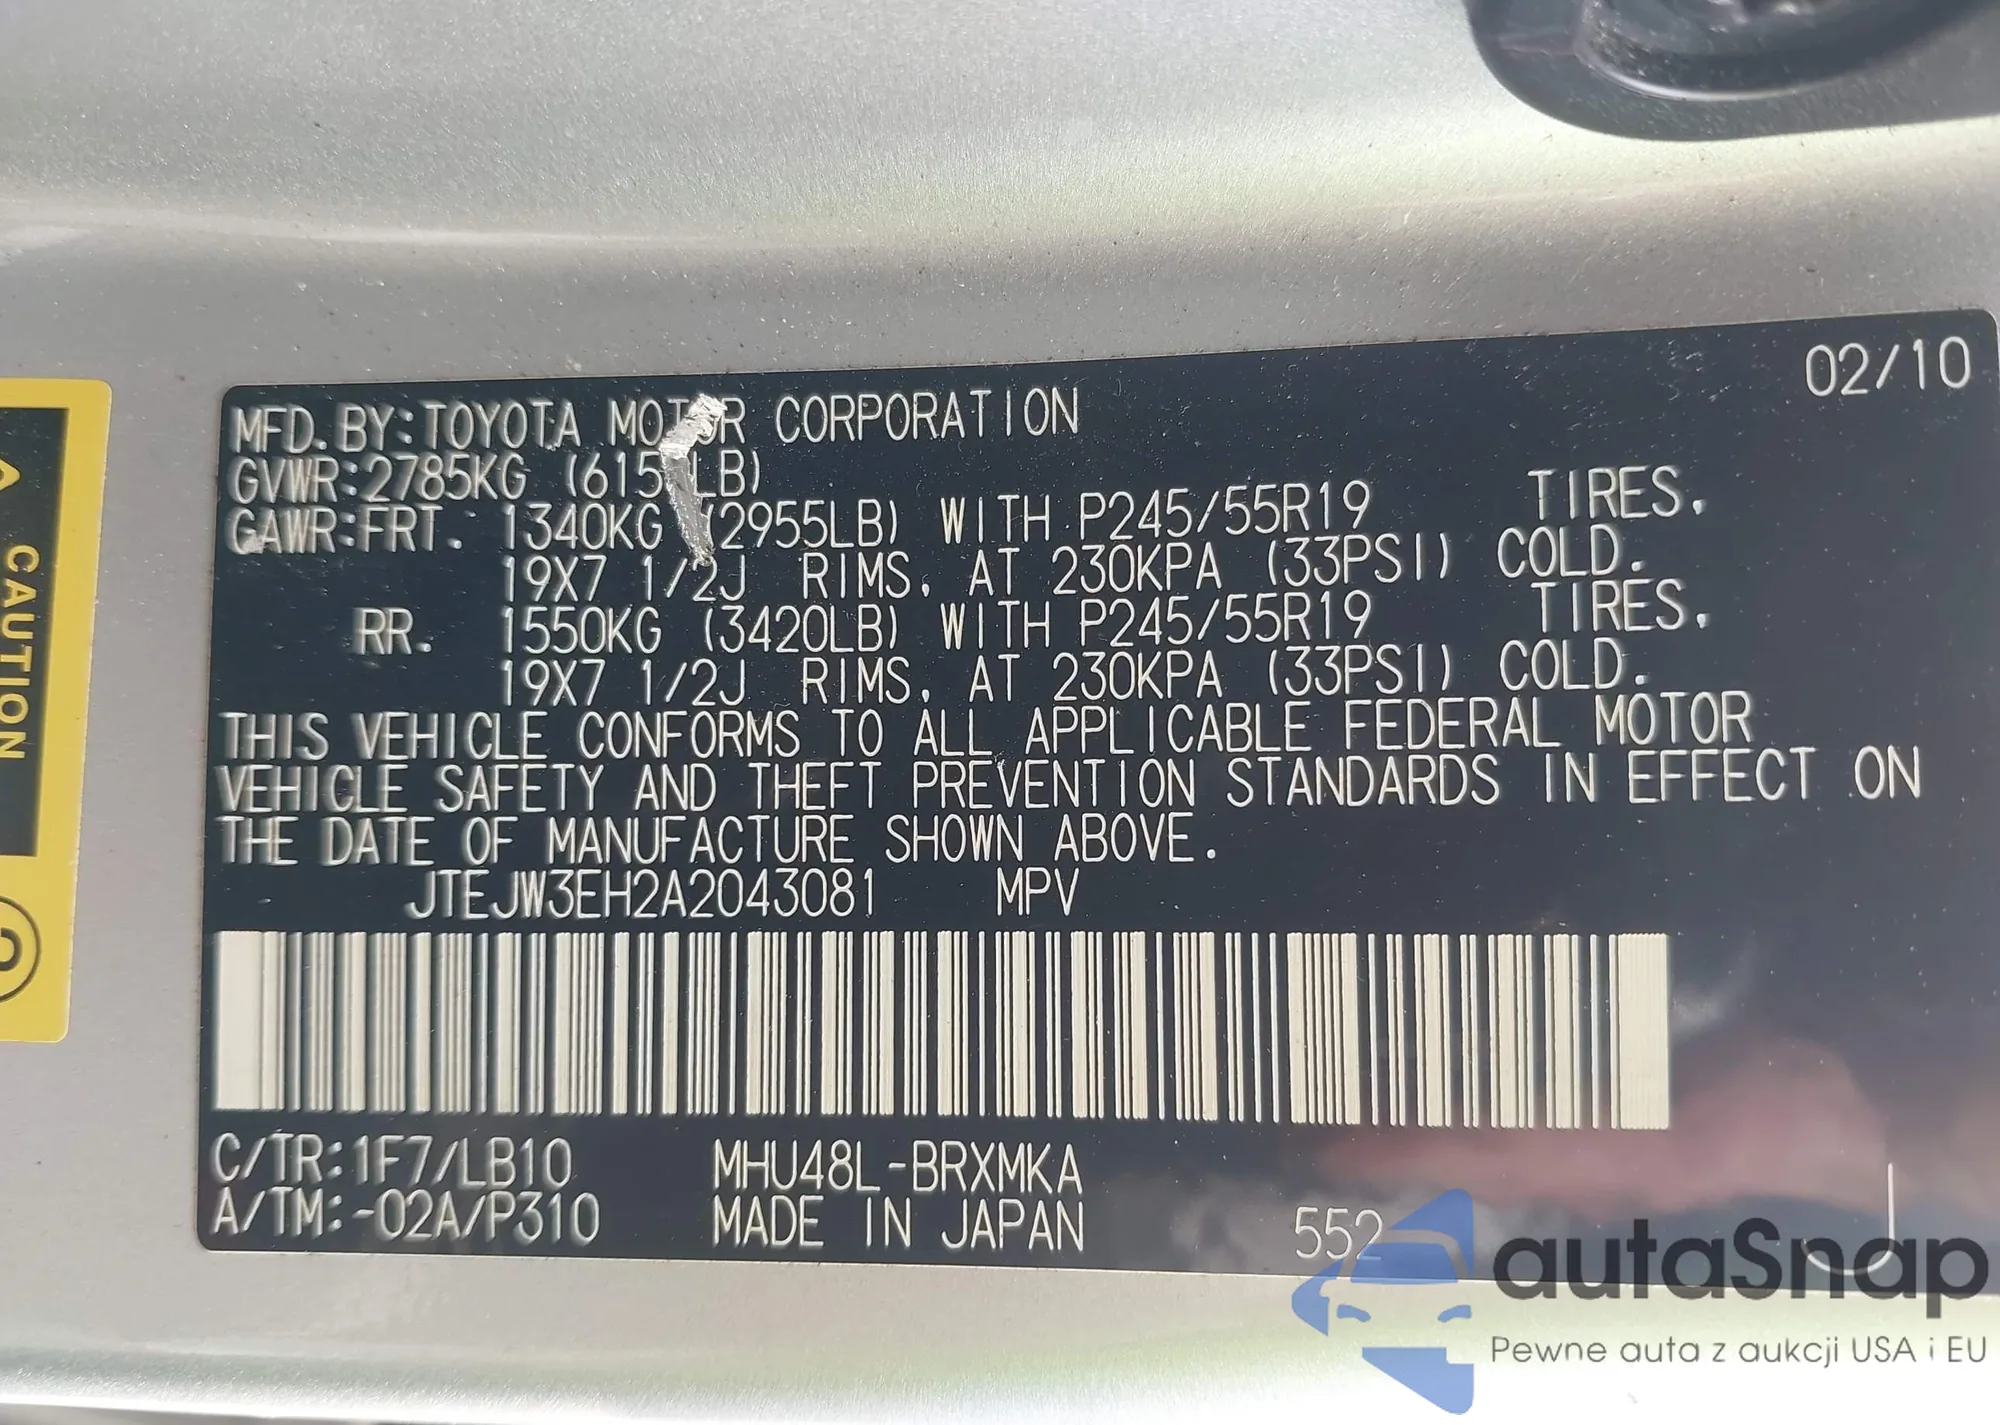 02/10
MFD. BY: TOYOTA MOTOR CORPORATION
GVWR: 2785KG
GAWR: FRT. 1340KG (2955LB) WITH P245/55R19 TIRES,
19X7 1/2J RIMS, AT 230KPA (33PSI) COLD.
RR. 1550KG (3420LB) WITH P245/55R19 TIRES,
19X7 1/2J RIMS, AT 230KPA (33PSI) COLD.
THIS VEHICLE CONFORMS TO ALL APPLICABLE FEDERAL MOTOR
VEHICLE SAFETY AND THEFT PREVENTION STANDARDS IN EFFECT ON
THE DATE OF MANUFACTURE SHOWN ABOVE.
JTEJW3EH2A2043081 MPV
C/TR: 1F7/LB10 MHU48L-BRXMKA
A/TM: -02A/P310 MADE IN JAPAN 552
CAUTION
autaSnap
Pewne auta z aukcji USA i EU